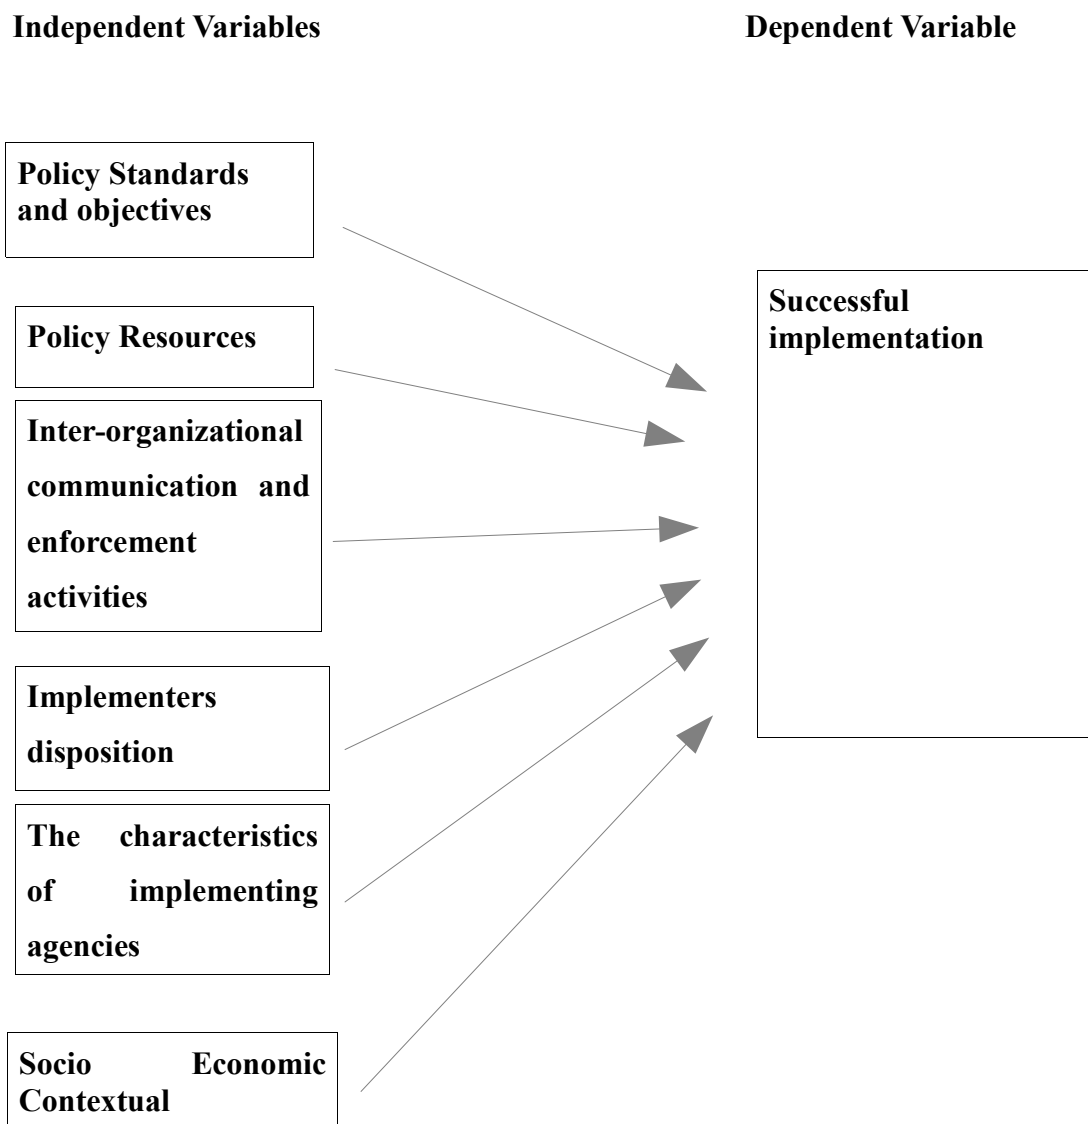 Independent Variables
Dependent Variable
Policy Standards
and objectives
Policy Resources
Inter-organizational
communication and
enforcement
activities
Implementers
disposition
The characteristics
of implementing
agencies
Socio Economic
Contextual
Successful
implementation